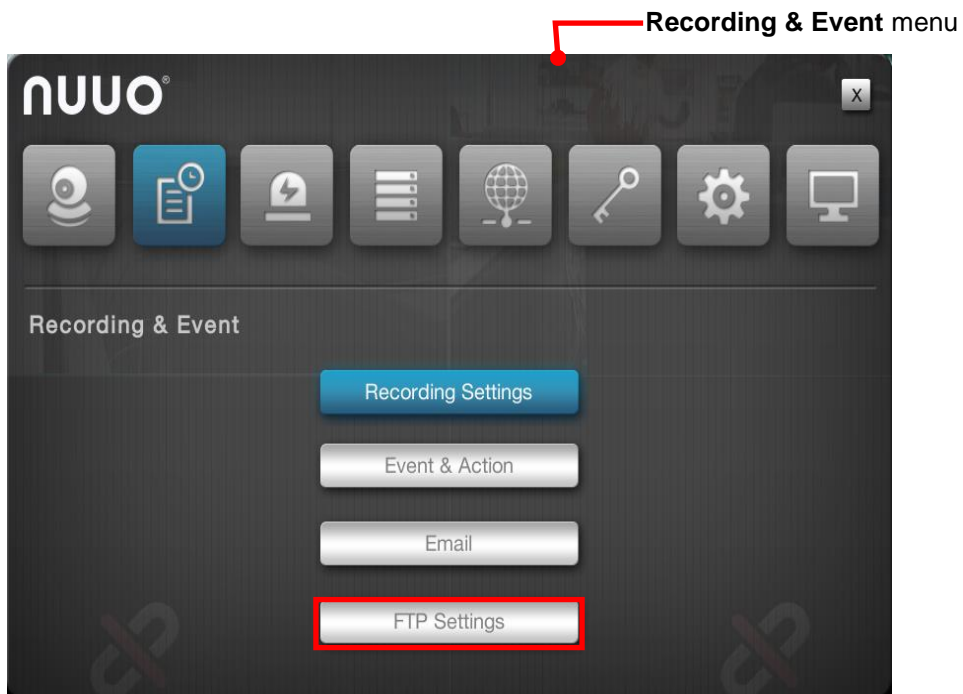 Recording & Event menu
nuuo®
X
Recording & Event
Recording Settings
Event & Action
Email
FTP Settings